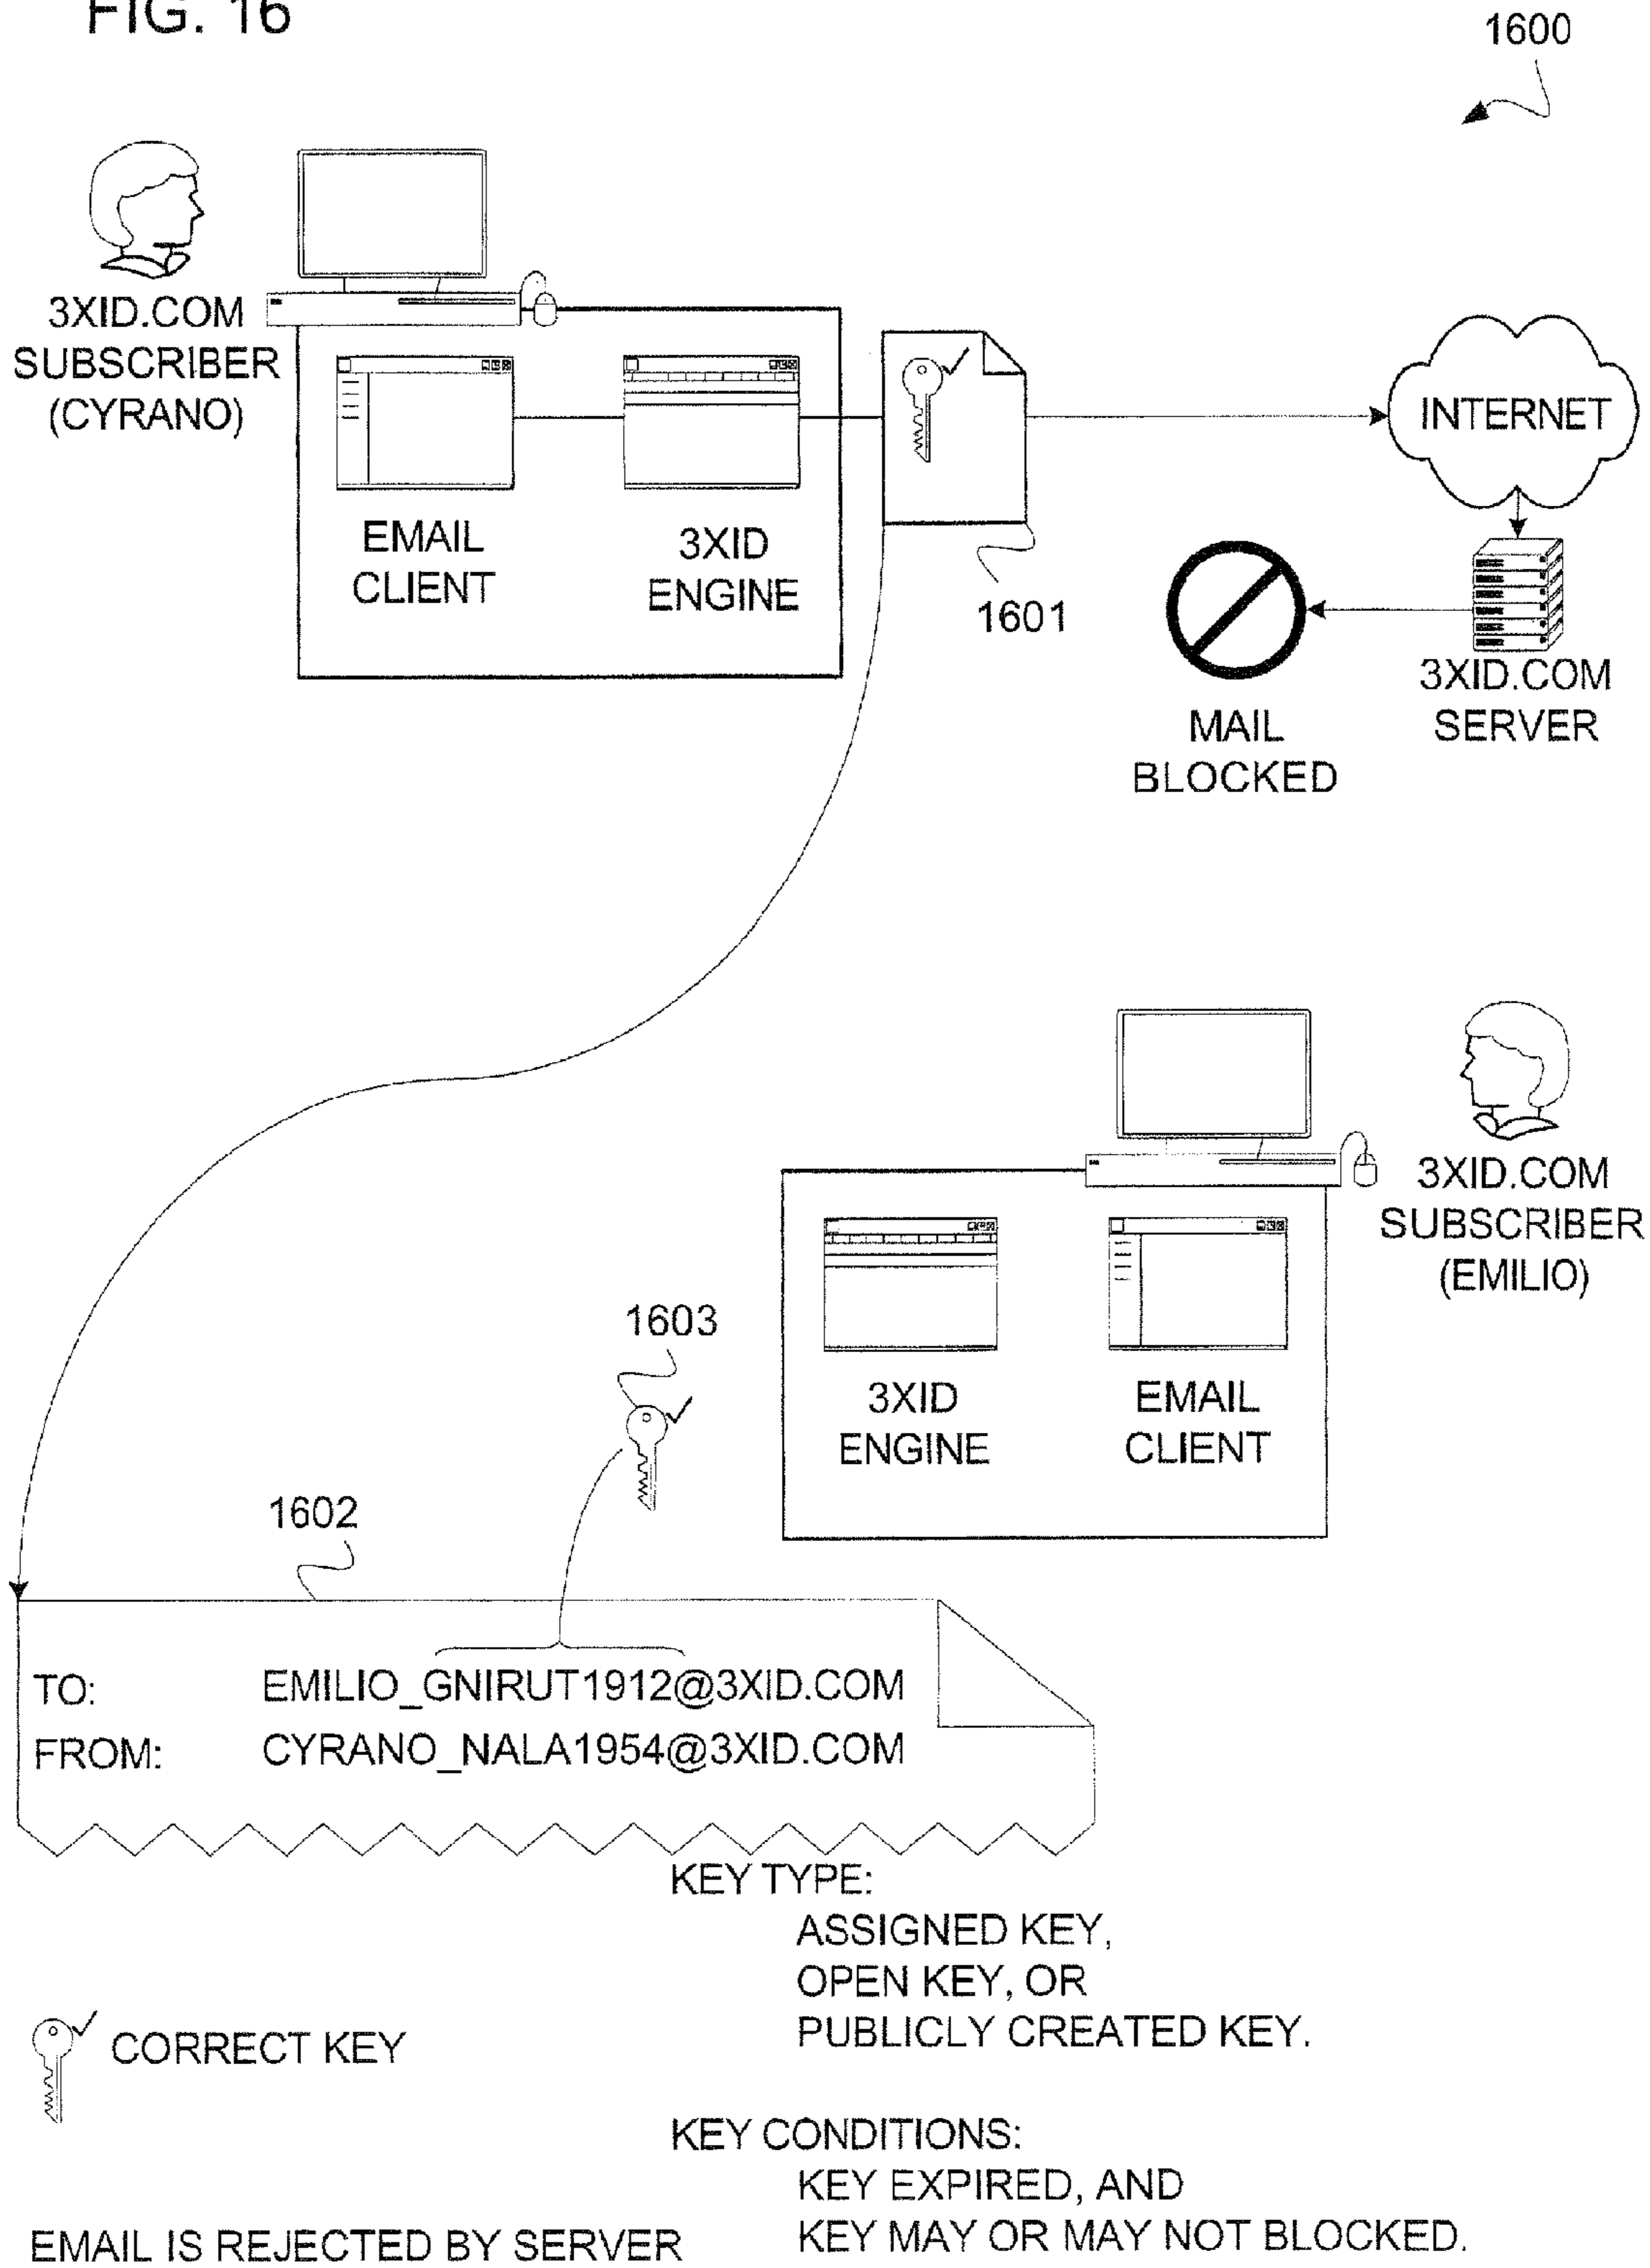 FIG. 16
1600
3XID.COM
SUBSCRIBER
(CYRANO)
EMAIL
CLIENT
3XID
ENGINE
1601
INTERNET
3XID.COM
SERVER
MAIL
BLOCKED
3XID.COM
SUBSCRIBER
(EMILIO)
3XID
ENGINE
EMAIL
CLIENT
1603
1602
TO: EMILIO_GNIRUT1912@3XID.COM
FROM: CYRANO_NALA1954@3XID.COM
KEY TYPE:
ASSIGNED KEY,
OPEN KEY, OR
PUBLICLY CREATED KEY.
CORRECT KEY
KEY CONDITIONS:
KEY EXPIRED, AND
KEY MAY OR MAY NOT BLOCKED.
EMAIL IS REJECTED BY SERVER